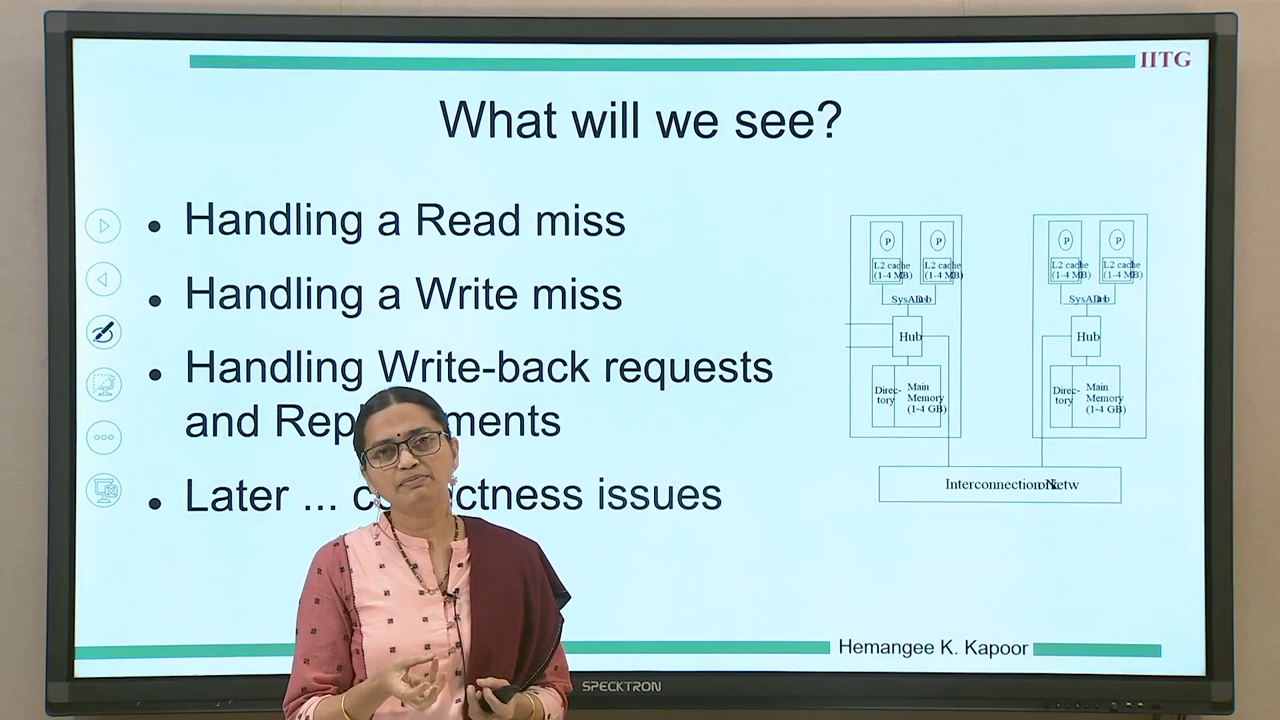 IITG
What will we see?
• Handling a Read miss
• Handling a Write miss
• Handling Write-back requests
and Rep ments
• Later ... c ctness issues
P
P
L2 cache
(1-4 MB)
L2 cache
(1-4 MB)
Hub
Direc-
tory
Main
Memory
(1-4 GB)
P
P
L2 cache
(1-4 MB)
L2 cache
(1-4 MB)
Hub
Direc-
tory
Main
Memory
(1-4 GB)
Interconnection
Hemangee K. Kapoor
SPECKTRON